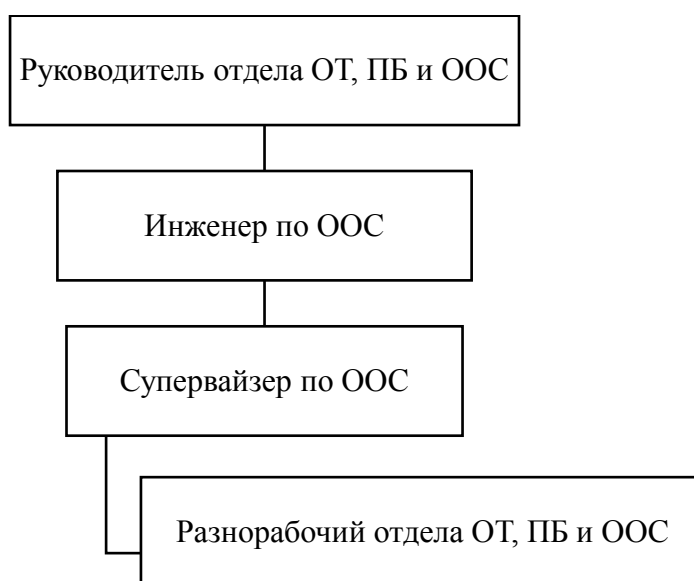 Руководитель отдела ОТ, ПБ и ООС
Инженер по ООС
Супервайзер по ООС
Разнорабочий отдела ОТ, ПБ и ООС